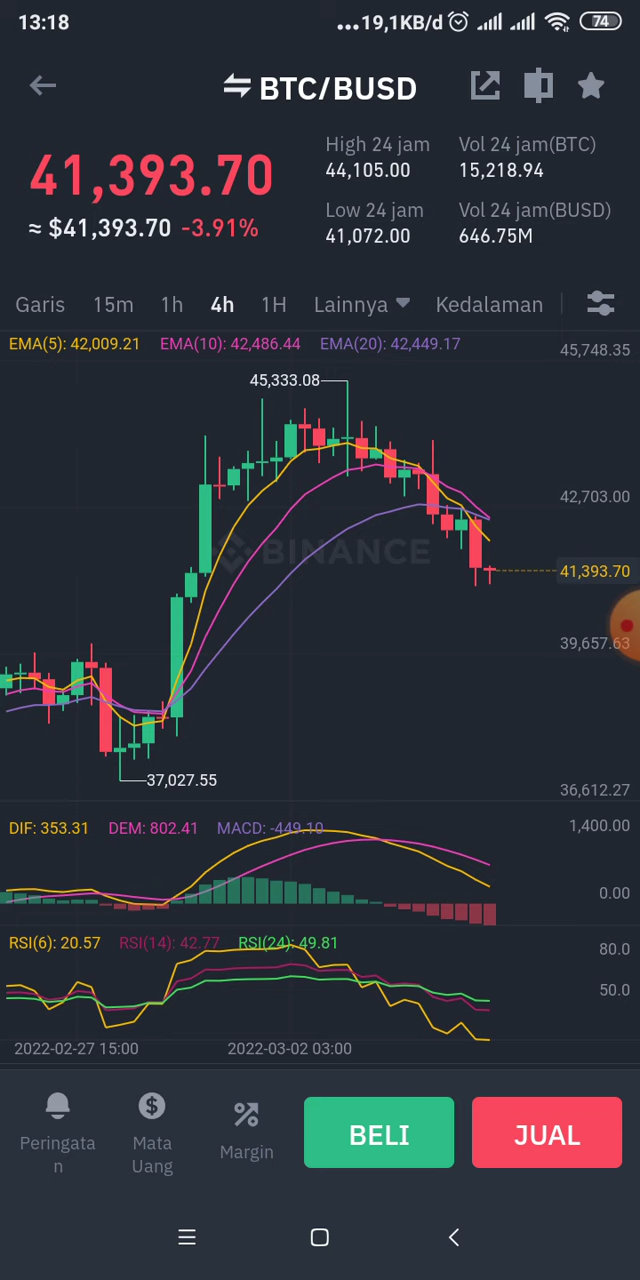 13:18
...19,1KB/d
74
BTC/BUSD
41,393.70
≈ $41,393.70 -3.91%
High 24 jam
44,105.00
Vol 24 jam(BTC)
15,218.94
Low 24 jam
41,072.00
Vol 24 jam(BUSD)
646.75M
Garis 15m 1h 4h 1H Lainnya Kedalaman
EMA(5): 42,009.21 EMA(10): 42,486.44 EMA(20): 42,449.17
45,748.35
45,333.08
42,703.00
BINANCE
41,393.70
39,657.63
37,027.55
36,612.27
DIF: 353.31 DEM: 802.41 MACD: -449.10
1,400.00
0.00
RSI(6): 20.57 RSI(14): 42.77 RSI(24): 49.81
80.0
50.0
2022-02-27 15:00 2022-03-02 03:00
Peringata
n
Mata
Uang
Margin
BELI
JUAL